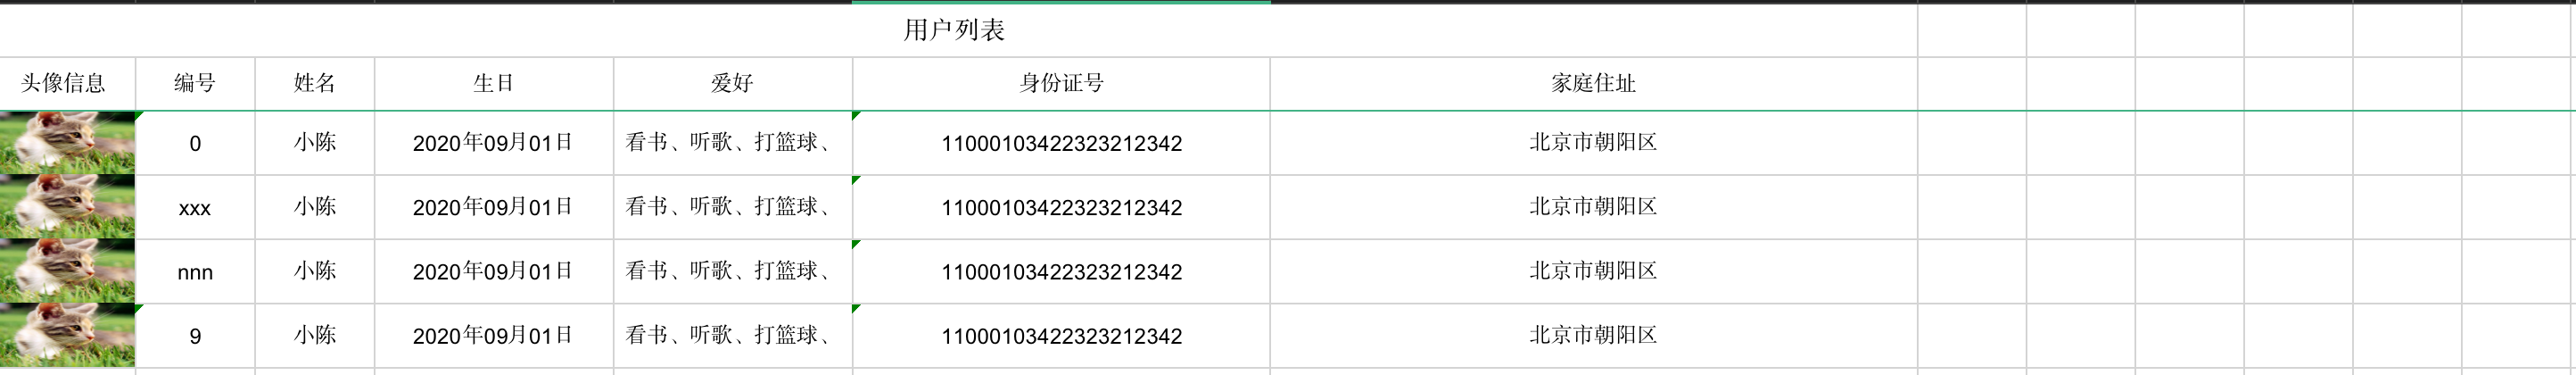 用户列表
头像信息 编号 姓名 生日 爱好 身份证号 家庭住址
0 小陈 2020年09月01日 看书、听歌、打篮球、 11000103422323212342 北京市朝阳区
xxx 小陈 2020年09月01日 看书、听歌、打篮球、 11000103422323212342 北京市朝阳区
nnn 小陈 2020年09月01日 看书、听歌、打篮球、 11000103422323212342 北京市朝阳区
9 小陈 2020年09月01日 看书、听歌、打篮球、 11000103422323212342 北京市朝阳区